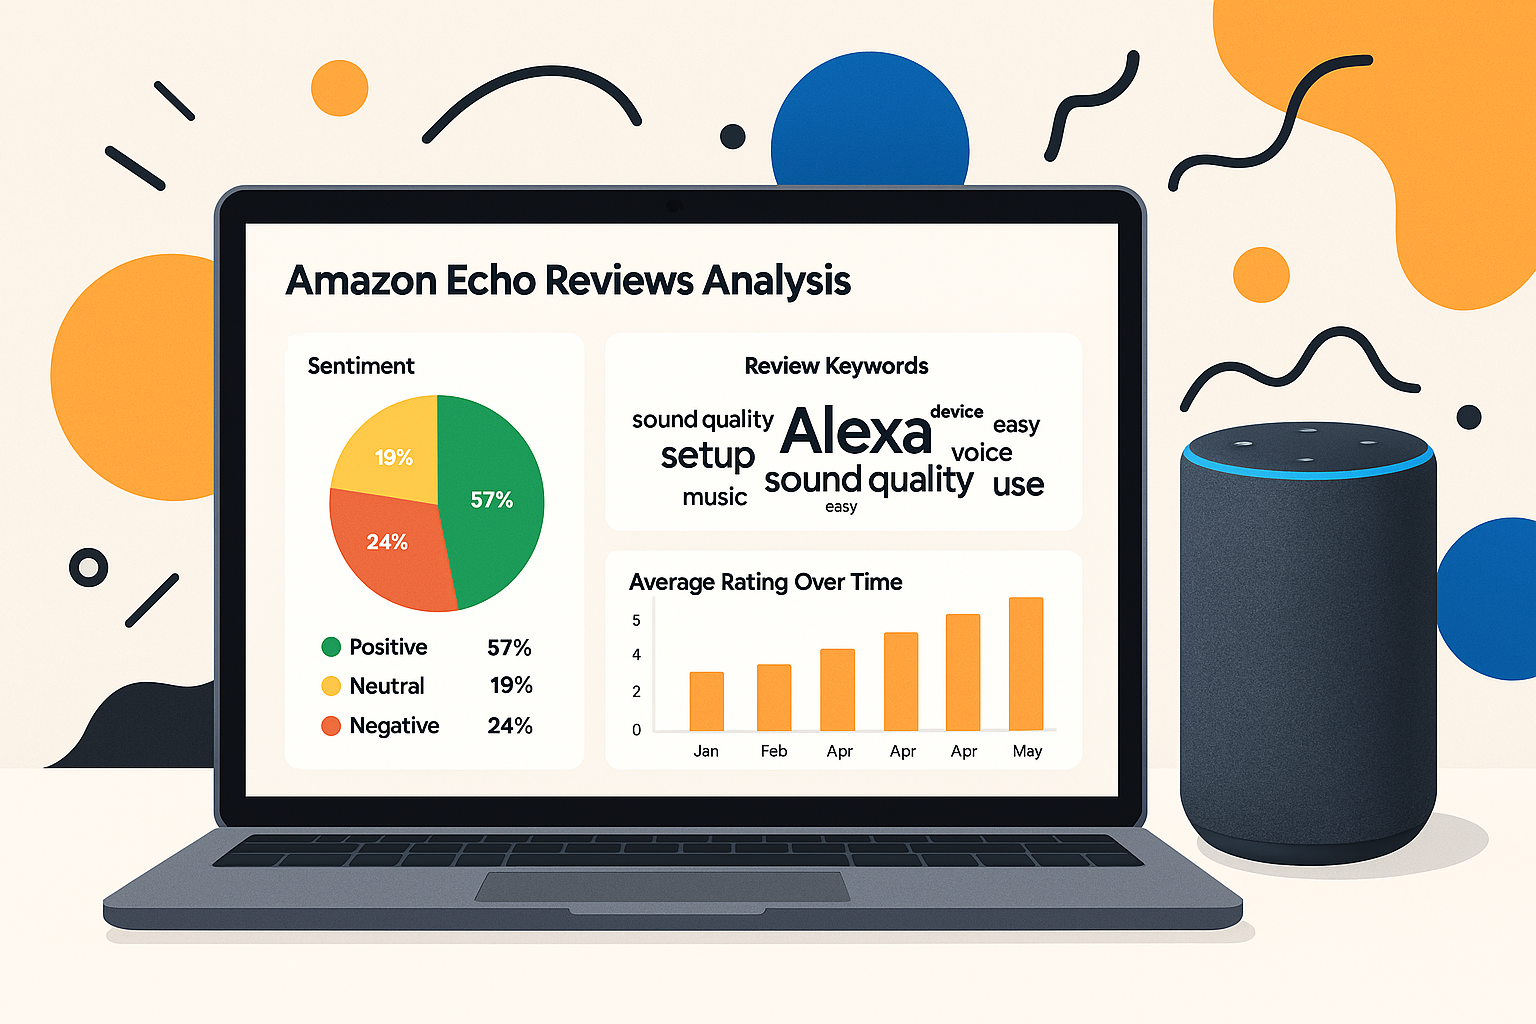 Amazon Echo Reviews Analysis
Sentiment
19%
57%
24%
Positive 57%
Neutral 19%
Negative 24%
Review Keywords
sound quality Alexa device easy
setup voice
music sound quality use
easy
Average Rating Over Time
5
4
2
0
Jan Feb Apr Apr Apr May